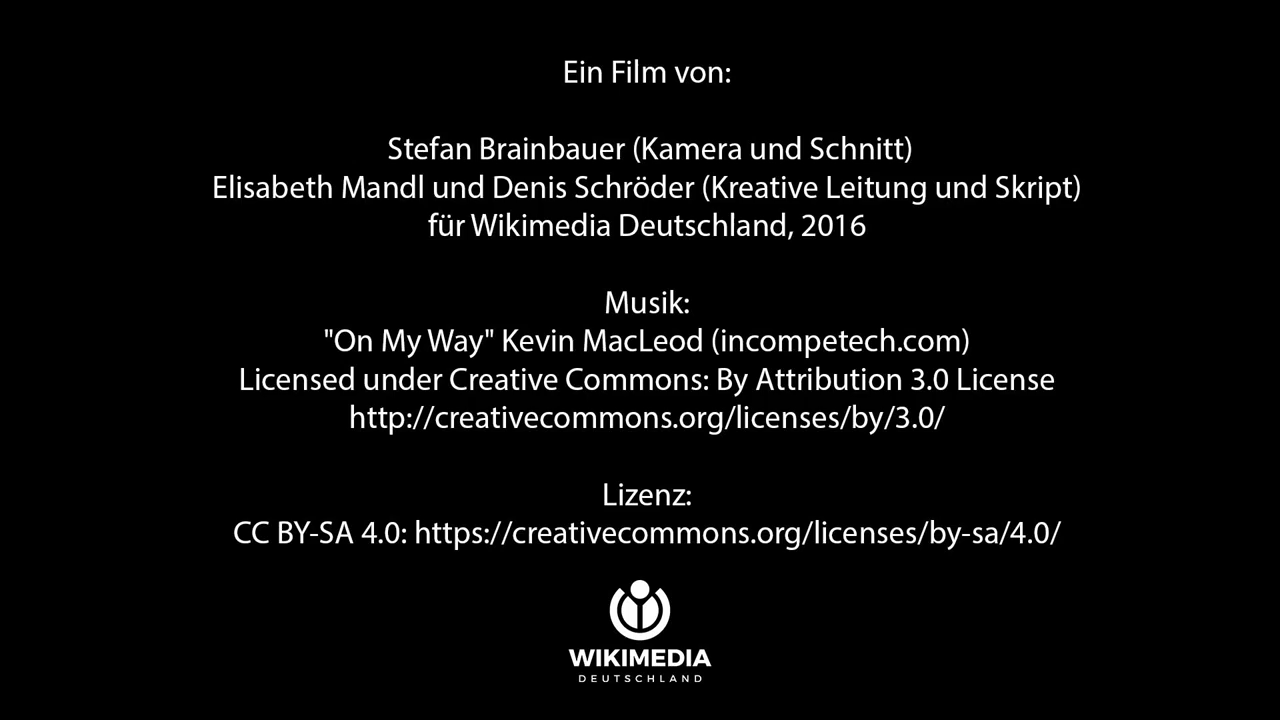 Ein Film von:
Stefan Brainbauer (Kamera und Schnitt)
Elisabeth Mandl und Denis Schröder (Kreative Leitung und Skript)
für Wikimedia Deutschland, 2016
Musik:
"On My Way" Kevin MacLeod (incompetech.com)
Licensed under Creative Commons: By Attribution 3.0 License
http://creativecommons.org/licenses/by/3.0/
Lizenz:
CC BY-SA 4.0: https://creativecommons.org/licenses/by-sa/4.0/
WIKIMEDIA
DEUTSCHLAND